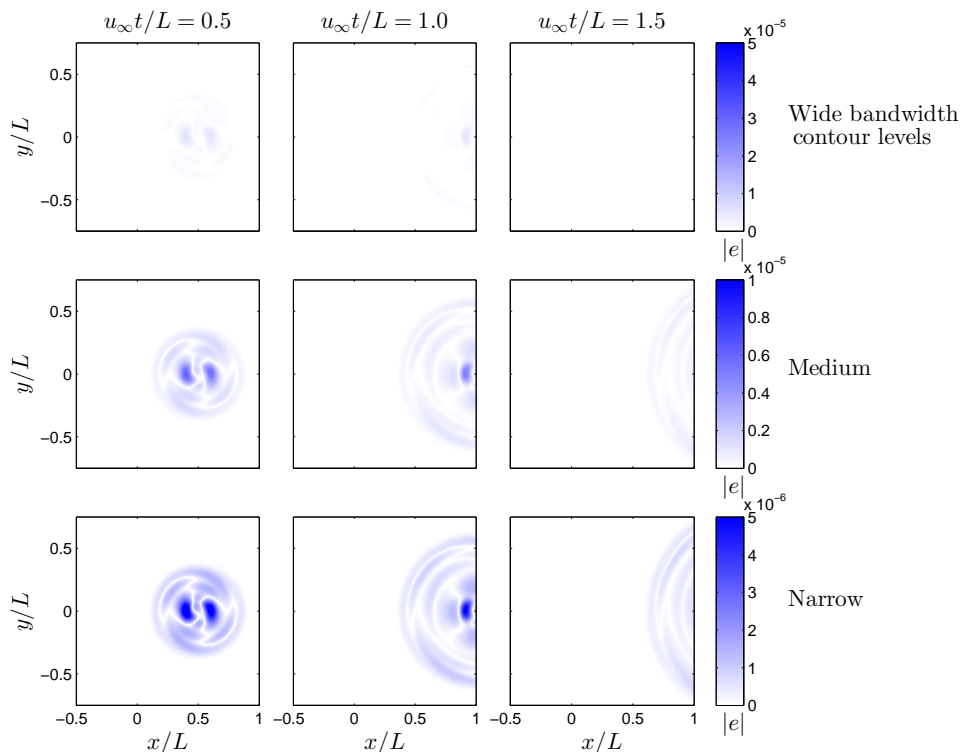 u∞t/L = 0.5
u∞t/L = 1.0
u∞t/L = 1.5
x 10⁻⁵
y/L
0.5
0
−0.5
5
4
3
2
1
0
|e|
Wide bandwidth
contour levels
x 10⁻⁵
y/L
0.5
0
−0.5
1
0.8
0.6
0.4
0.2
0
|e|
Medium
x 10⁻⁶
y/L
0.5
0
−0.5
5
4
3
2
1
0
|e|
Narrow
-0.5 0 0.5 1
-0.5 0 0.5 1
-0.5 0 0.5 1
x/L
x/L
x/L